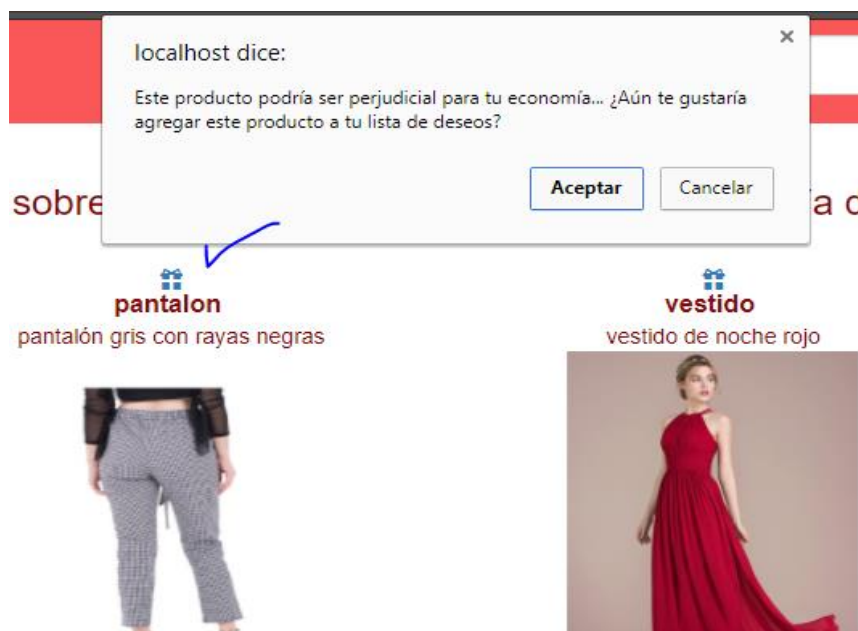 localhost dice:
Este producto podría ser perjudicial para tu economía... ¿Aún te gustaría
agregar este producto a tu lista de deseos?
Aceptar Cancelar
sobre
pantalon vestido
pantalón gris con rayas negras vestido de noche rojo